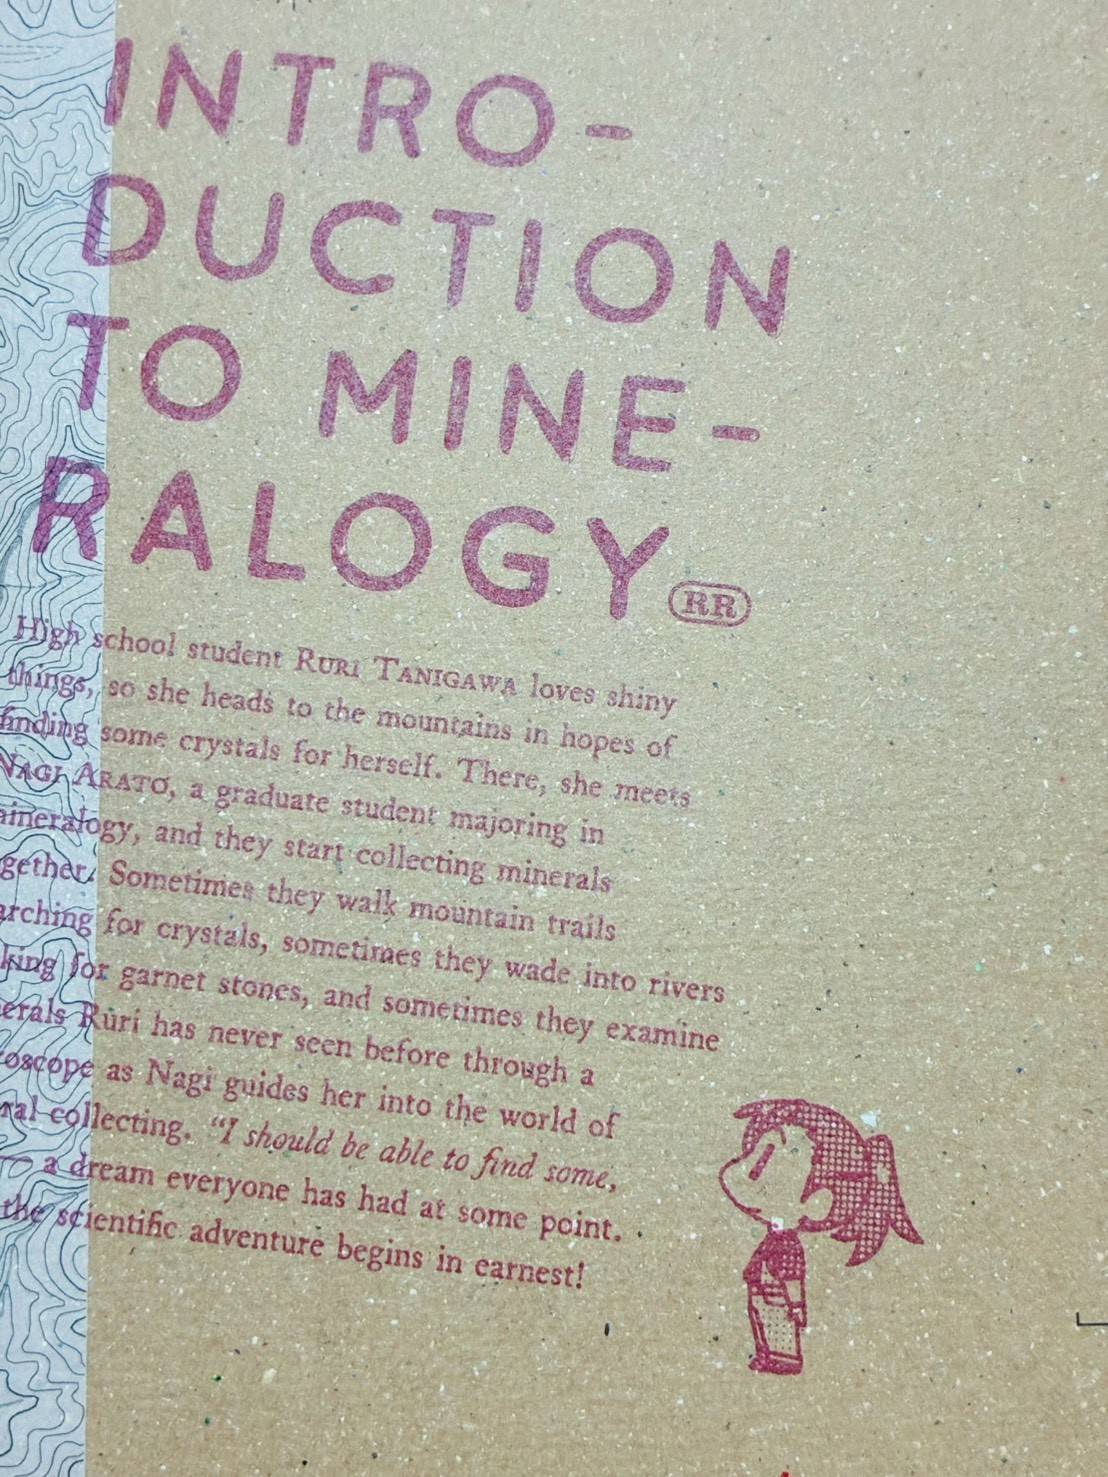 INTRO-
DUCTION
TO MINE-
RALOGY
RR
High school student RURI TANIGAWA loves shiny
things, so she heads to the mountains in hopes of
finding some crystals for herself. There, she meets
NAGI ARATO, a graduate student majoring in
mineralogy, and they start collecting minerals
gether. Sometimes they walk mountain trails
arching for crystals, sometimes they wade into rivers
king for garnet stones, and sometimes they examine
erals Ruri has never seen before through a
oscope as Nagi guides her into the world of
ral collecting. “I should be able to find some,
— a dream everyone has had at some point.
the scientific adventure begins in earnest!